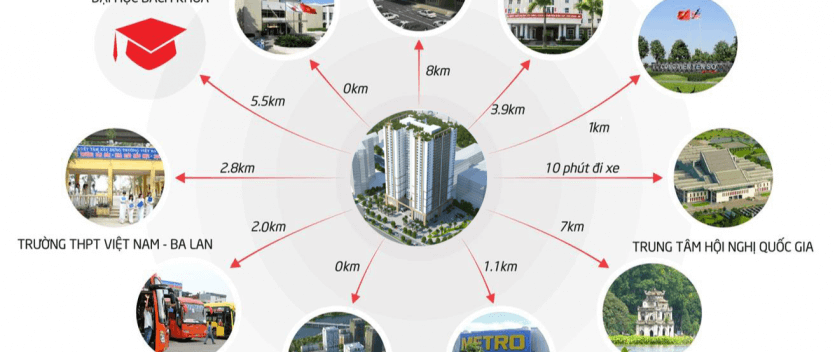 ĐẠI HỌC BÁCH KHOA
8km
0km
3.9km
5.5km
1km
2.8km
10 phút đi xe
2.0km
7km
TRƯỜNG THPT VIỆT NAM - BA LAN
TRUNG TÂM HỘI NGHỊ QUỐC GIA
0km
1.1km
METRO